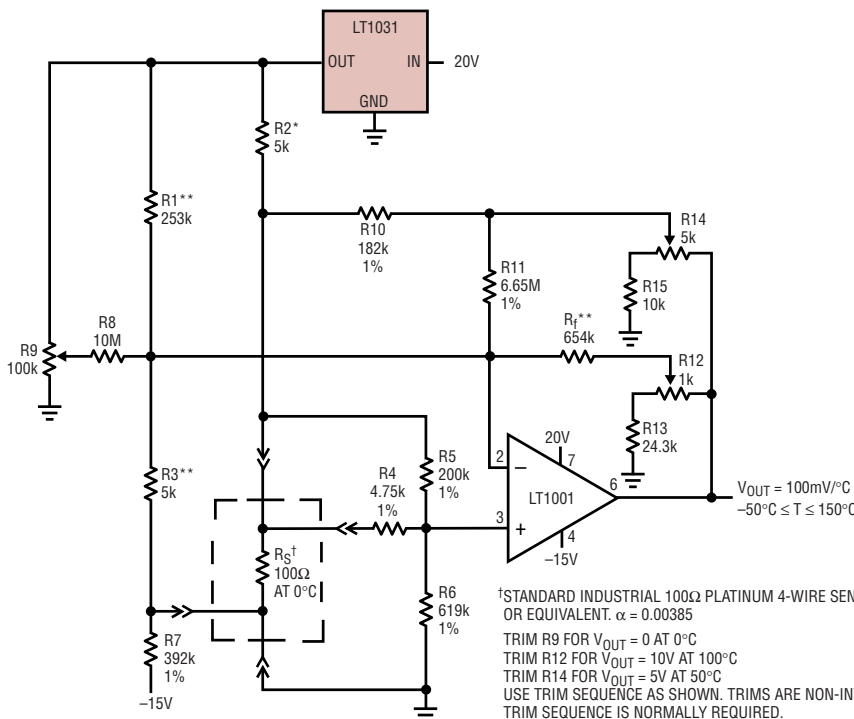 LT1031
OUT
IN
20V
GND
R2*
5k
R1**
253k
R10
182k
1%
R14
5k
R11
6.65M
1%
R15
10k
R8
10M
Rf**
654k
R9
100k
R12
1k
R13
24.3k
R3**
5k
R4
4.75k
1%
R5
200k
1%
20V
2
7
–
LT1001
6
3
+
4
–15V
VOUT = 100mV/°C
–50°C ≤ T ≤ 150°C
RS†
100Ω
AT 0°C
R6
619k
1%
R7
392k
1%
–15V
†STANDARD INDUSTRIAL 100Ω PLATINUM 4-WIRE SEN
OR EQUIVALENT. α = 0.00385
TRIM R9 FOR VOUT = 0 AT 0°C
TRIM R12 FOR VOUT = 10V AT 100°C
TRIM R14 FOR VOUT = 5V AT 50°C
USE TRIM SEQUENCE AS SHOWN. TRIMS ARE NON-IN
TRIM SEQUENCE IS NORMALLY REQUIRED.